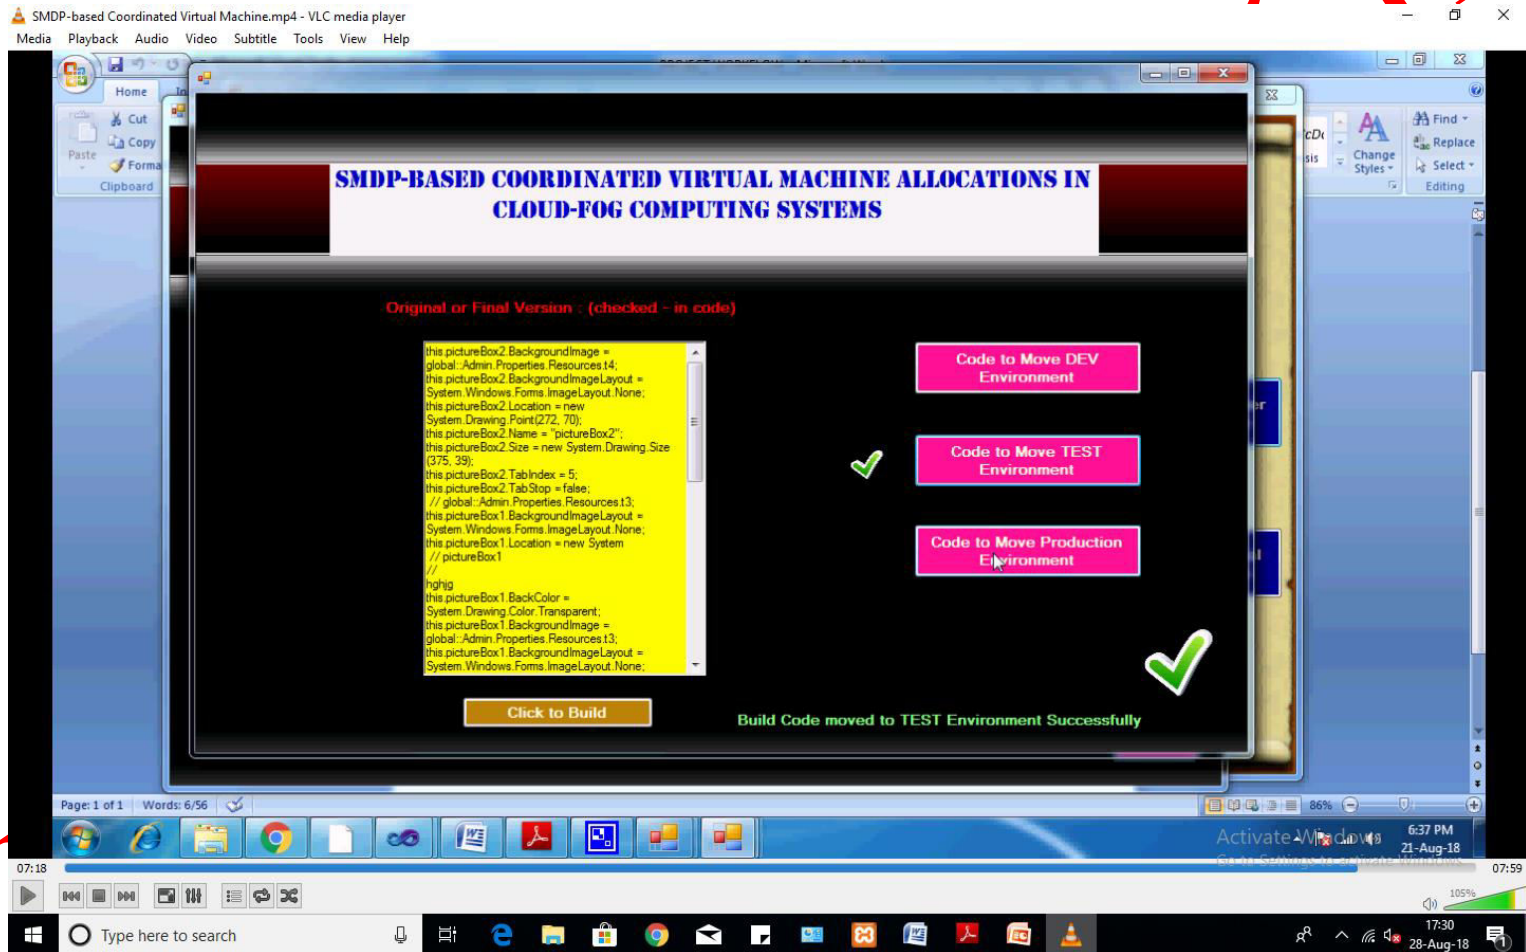 SMDP-based Coordinated Virtual Machine.mp4 - VLC media player
Media Playback Audio Video Subtitle Tools View Help
Home
Cut
Copy
Paste
Forma
Clipboard
Find
Replace
Change Styles
Select
Editing
SMDP-BASED COORDINATED VIRTUAL MACHINE ALLOCATIONS IN
CLOUD-FOG COMPUTING SYSTEMS
Original or Final Version : (checked - in code)
this.pictureBox2.BackgroundImage =
global::Admin.Properties.Resources.t4;
this.pictureBox2.BackgroundImageLayout =
System.Windows.Forms.ImageLayout.None;
this.pictureBox2.Location = new
System.Drawing.Point(272, 70);
this.pictureBox2.Name = "pictureBox2";
this.pictureBox2.Size = new System.Drawing.Size
(375, 39);
this.pictureBox2.TabIndex = 5;
this.pictureBox2.TabStop = false;
// global::Admin.Properties.Resources.t3;
this.pictureBox1.BackgroundImageLayout =
System.Windows.Forms.ImageLayout.None;
this.pictureBox1.Location = new System
// pictureBox1
//
hghjg
this.pictureBox1.BackColor =
System.Drawing.Color.Transparent;
this.pictureBox1.BackgroundImage =
global::Admin.Properties.Resources.t3;
this.pictureBox1.BackgroundImageLayout =
System.Windows.Forms.ImageLayout.None;
Code to Move DEV
Environment
Code to Move TEST
Environment
Code to Move Production
Environment
Click to Build
Build Code moved to TEST Environment Successfully
Page: 1 of 1 Words: 6/56
86%
Activate Windows
Go to Settings to activate Windows.
6:37 PM
21-Aug-18
07:18
07:59
105%
Type here to search
17:30
28-Aug-18